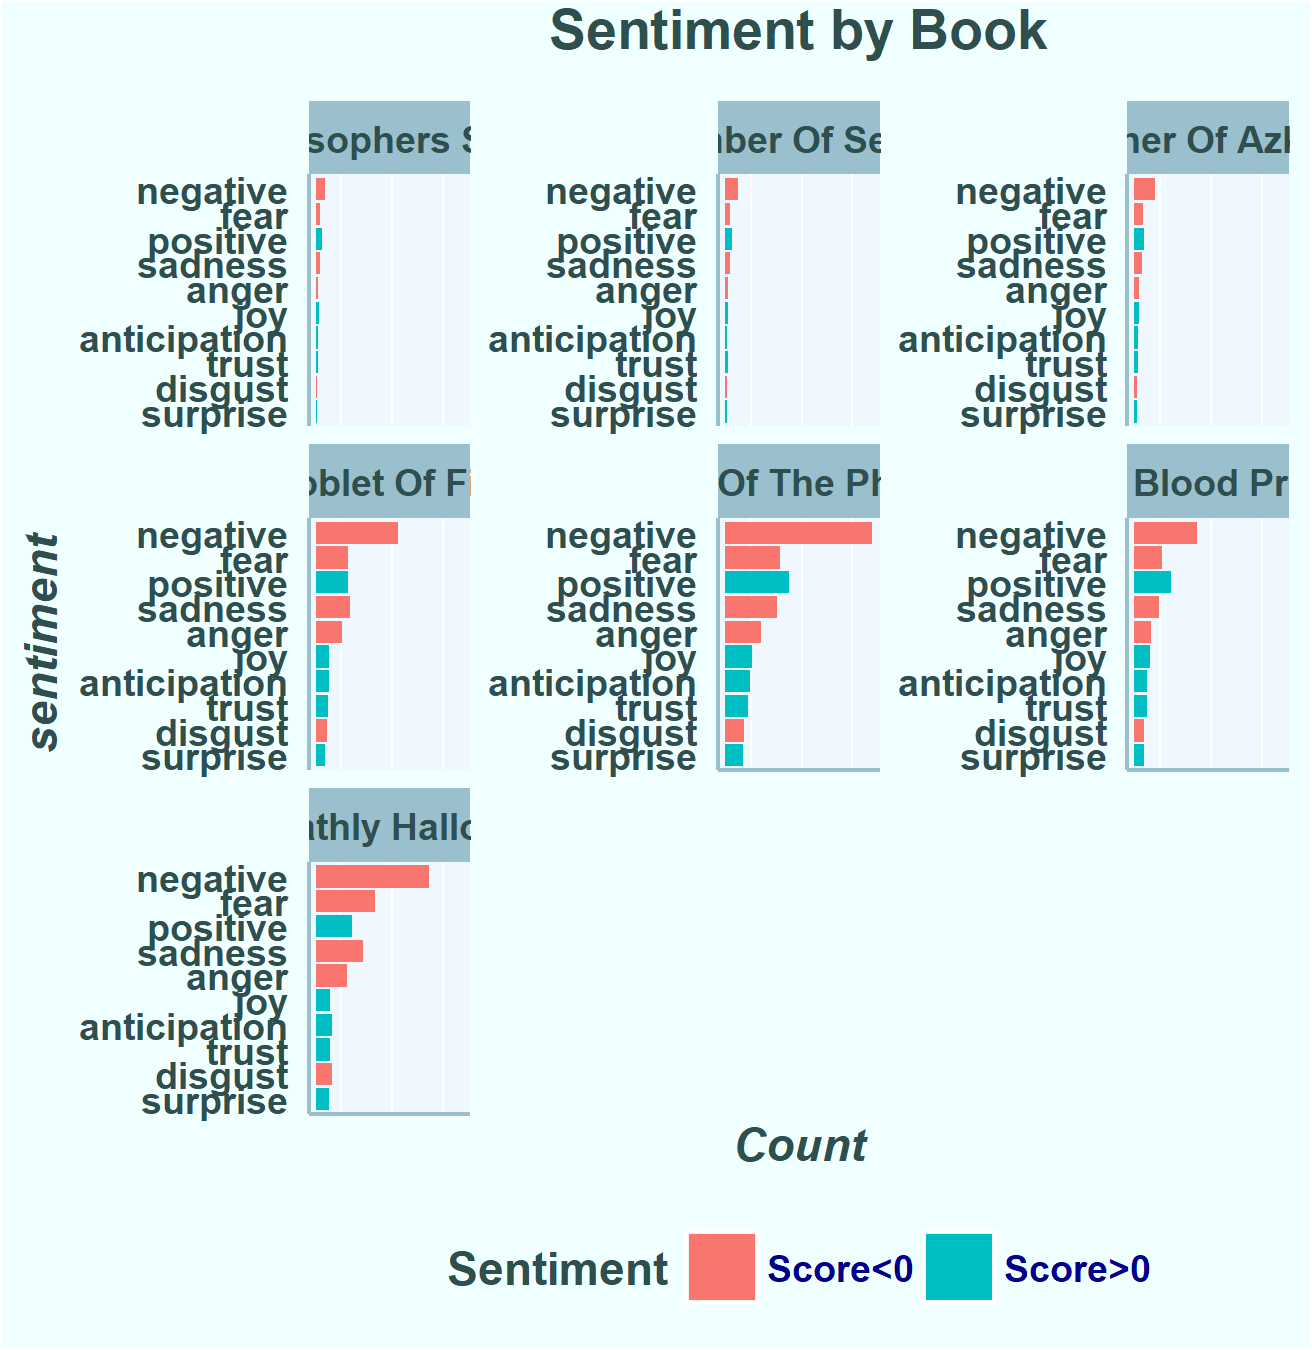 Sentiment by Book
sophers S
ber Of Se
ner Of Azk
negative
fear
positive
sadness
anger
joy
anticipation
trust
disgust
surprise
negative
fear
positive
sadness
anger
joy
anticipation
trust
disgust
surprise
negative
fear
positive
sadness
anger
joy
anticipation
trust
disgust
surprise
oblet Of Fi
Of The Ph
Blood Pr
negative
fear
positive
sadness
anger
joy
anticipation
trust
disgust
surprise
negative
fear
positive
sadness
anger
joy
anticipation
trust
disgust
surprise
negative
fear
positive
sadness
anger
joy
anticipation
trust
disgust
surprise
athly Hallo
negative
fear
positive
sadness
anger
joy
anticipation
trust
disgust
surprise
sentiment
Count
Sentiment
Score<0
Score>0